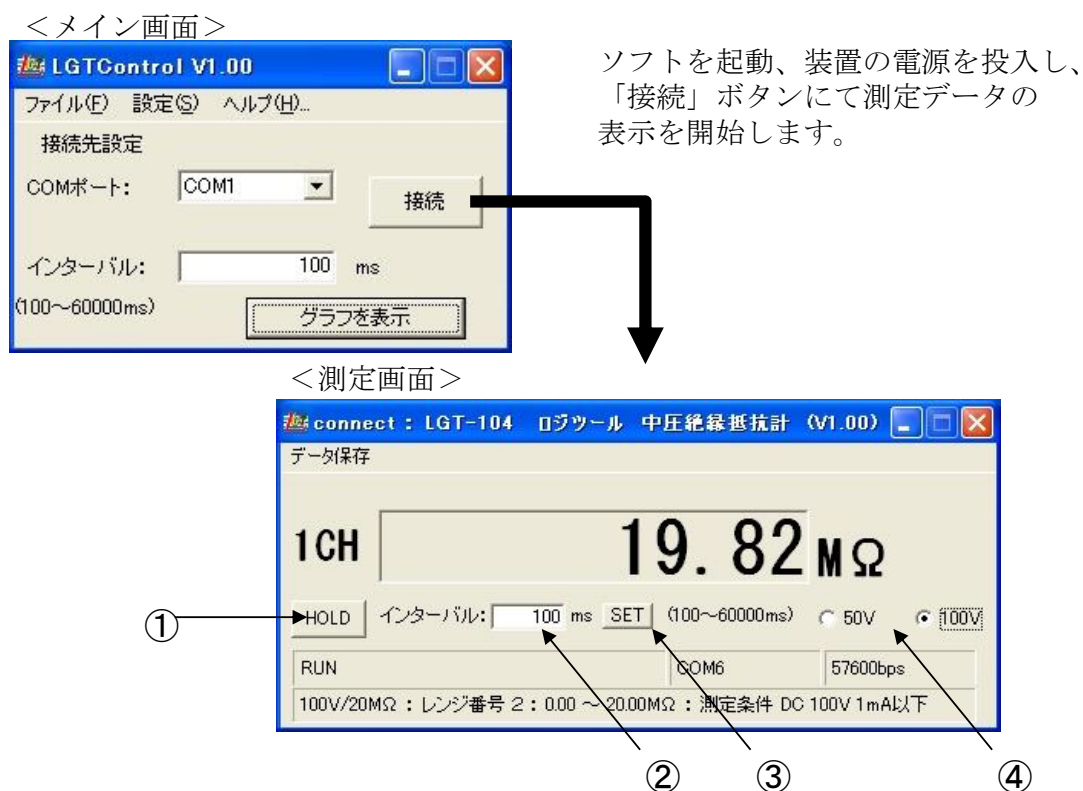 ＜メイン画面＞
LGTControl V1.00
ファイル(F) 設定(S) ヘルプ(H)...
接続先設定
COMポート: COM1
接続
インターバル: 100 ms
(100～60000ms)
グラフを表示
ソフトを起動、装置の電源を投入し、
「接続」ボタンにて測定データの
表示を開始します。
＜測定画面＞
connect : LGT-104 ロジツール 中圧絶縁抵抗計 (V1.00)
データ保存
1CH 19.82 MΩ
① HOLD インターバル: 100 ms SET (100～60000ms) 50V 100V
RUN COM6 57600bps
100V/20MΩ : レンジ番号 2 : 0.00 ～ 20.00MΩ : 測定条件 DC 100V 1mA以下
② ③ ④